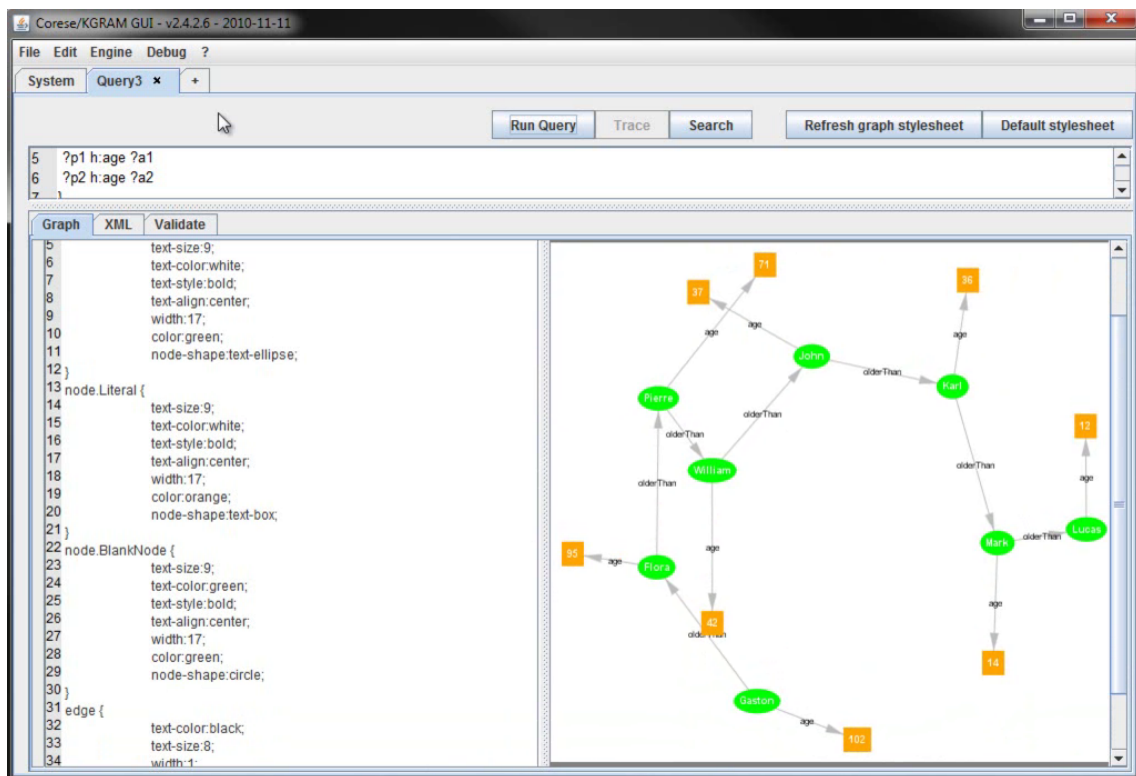 Corese/KGRAM GUI - v2.4.2.6 - 2010-11-11
File Edit Engine Debug ?
System Query3 × +
Run Query Trace Search Refresh graph stylesheet Default stylesheet
5 ?p1 h:age ?a1
6 ?p2 h:age ?a2
7 }
Graph XML Validate
5 text-size:9;
6 text-color:white;
7 text-style:bold;
8 text-align:center;
9 width:17;
10 color:green;
11 node-shape:text-ellipse;
12 }
13 node.Literal {
14 text-size:9;
15 text-color:white;
16 text-style:bold;
17 text-align:center;
18 width:17;
19 color:orange;
20 node-shape:text-box;
21 }
22 node.BlankNode {
23 text-size:9;
24 text-color:green;
25 text-style:bold;
26 text-align:center;
27 width:17;
28 color:green;
29 node-shape:circle;
30 }
31 edge {
32 text-color:black;
33 text-size:8;
34 width:1;
71
37
36
age
age
age
John
olderThan
Karl
Pierre
olderThan
12
olderThan
William
olderThan
olderThan
age
Lucas
olderThan
Mark
age
95
age
Flora
age
42
olderThan
14
Gaston
age
102